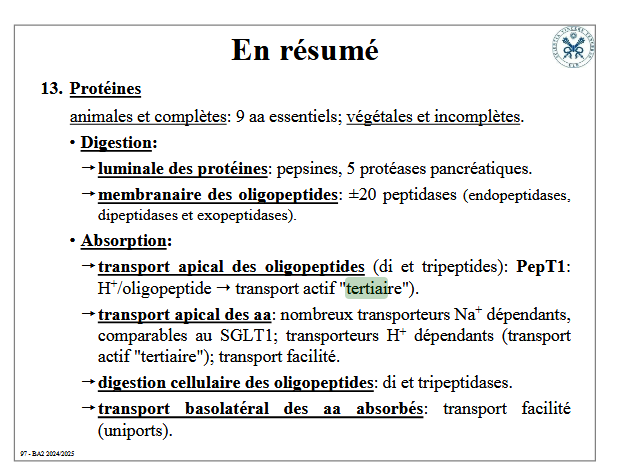 En résumé
13. Protéines
animales et complètes: 9 aa essentiels; végétales et incomplètes.
• Digestion:
→ luminale des protéines: pepsines, 5 protéases pancréatiques.
→ membranaire des oligopeptides: ±20 peptidases (endopeptidases,
dipeptidases et exopeptidases).
• Absorption:
→ transport apical des oligopeptides (di et tripeptides): PepT1:
H⁺/oligopeptide → transport actif "tertiaire").
→ transport apical des aa: nombreux transporteurs Na⁺ dépendants,
comparables au SGLT1; transporteurs H⁺ dépendants (transport
actif "tertiaire"); transport facilité.
→ digestion cellulaire des oligopeptides: di et tripeptidases.
→ transport basolatéral des aa absorbés: transport facilité
(uniports).
97 - BA2 2024/2025